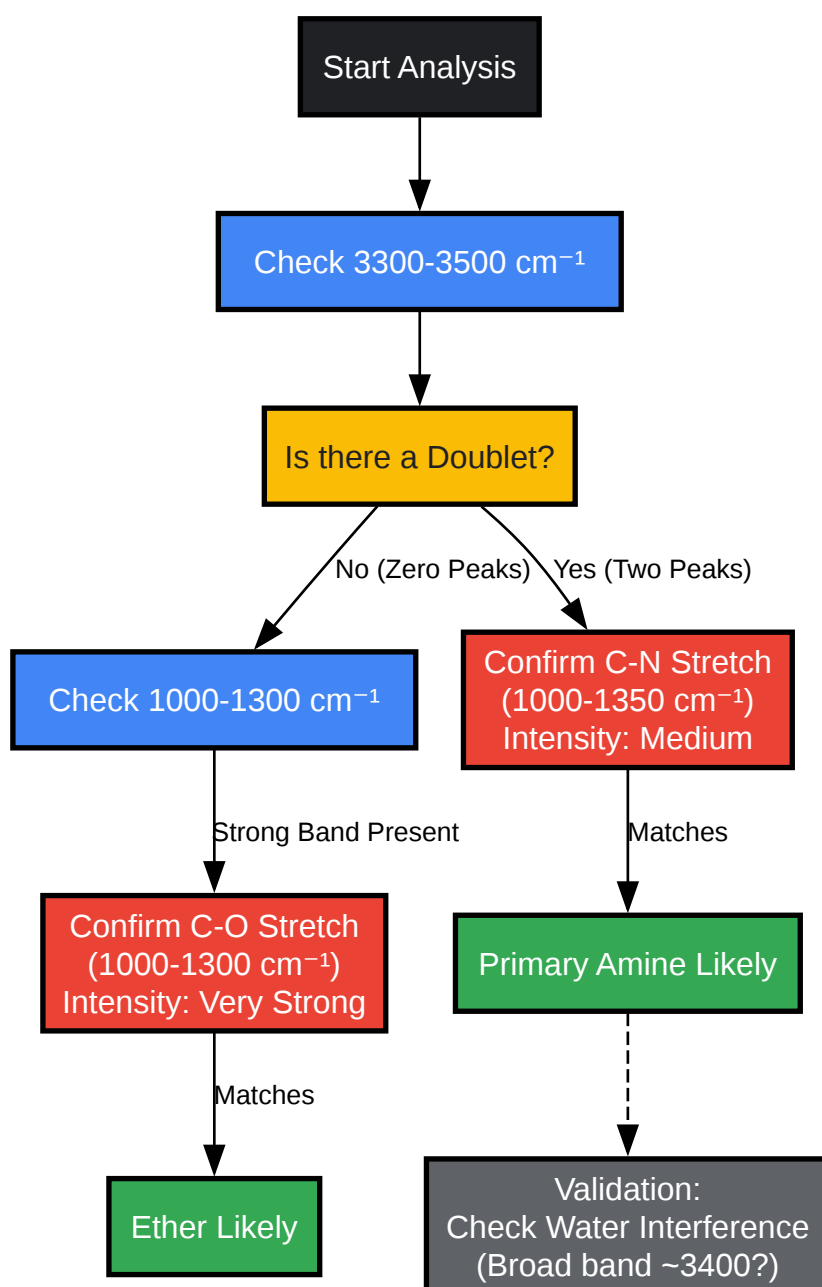 Start Analysis
Check 3300-3500 cm⁻¹
Is there a Doublet?
No (Zero Peaks)
Yes (Two Peaks)
Check 1000-1300 cm⁻¹
Confirm C-N Stretch
(1000-1350 cm⁻¹)
Intensity: Medium
Strong Band Present
Matches
Confirm C-O Stretch
(1000-1300 cm⁻¹)
Intensity: Very Strong
Primary Amine Likely
Matches
Ether Likely
Validation:
Check Water Interference
(Broad band ~3400?)